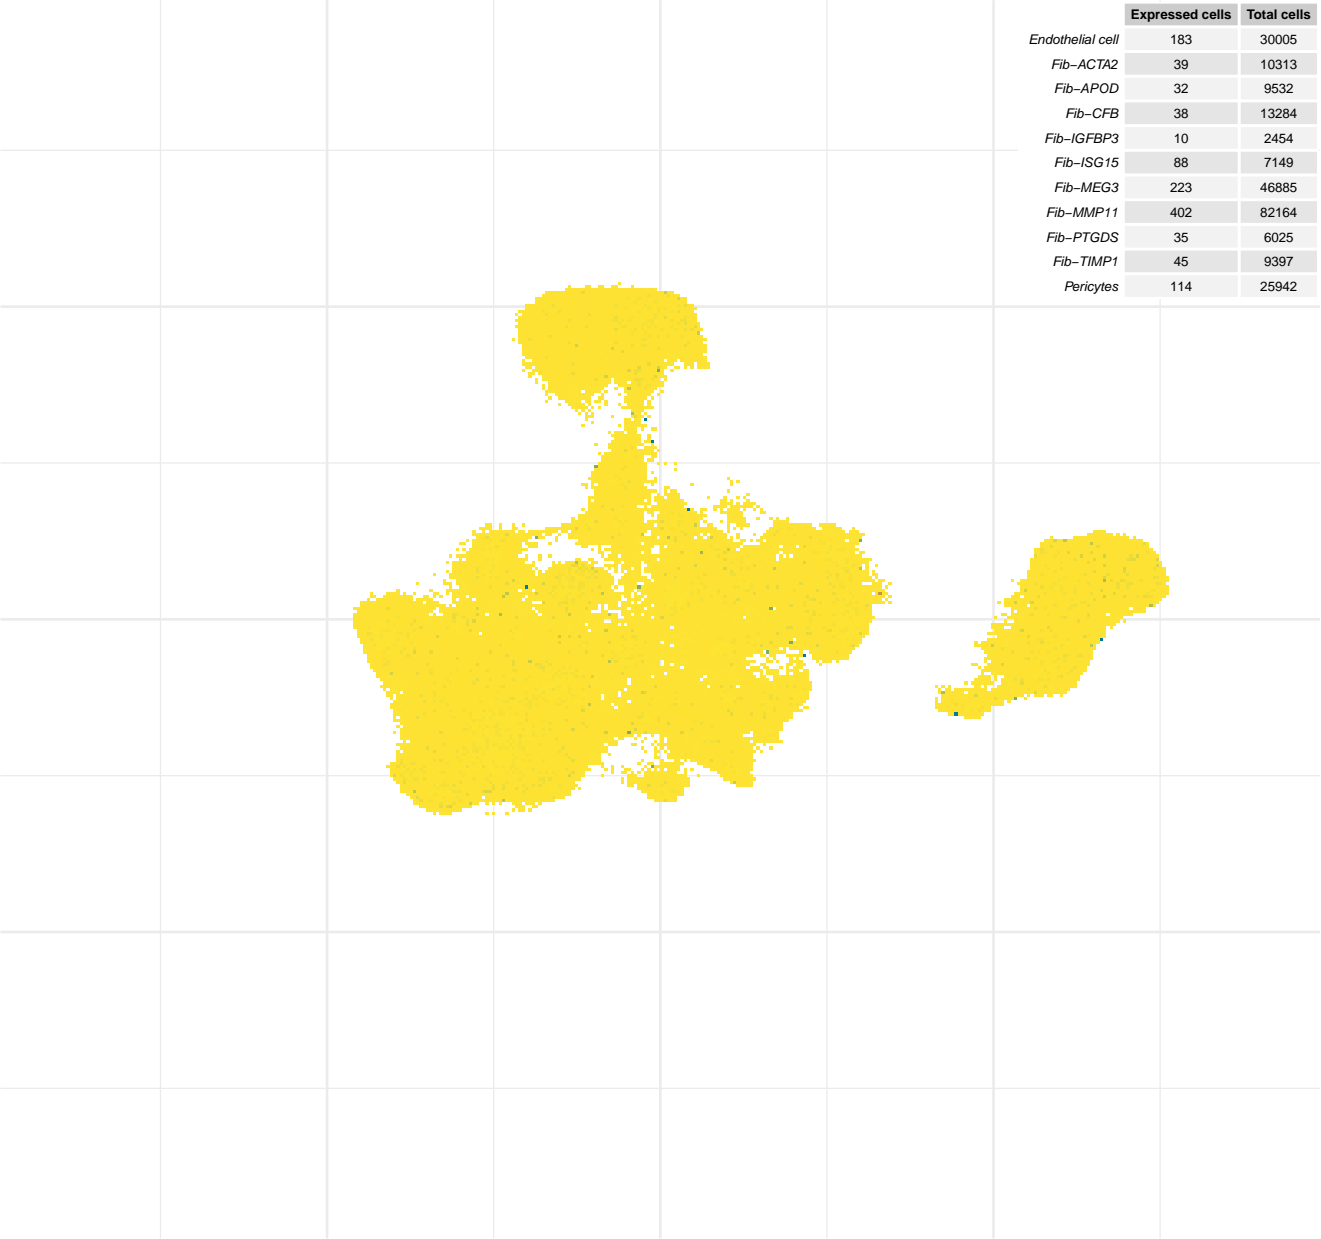 Expressed cells Total cells
Endothelial cell 183 30005
Fib−ACTA2 39 10313
Fib−APOD 32 9532
Fib−CFB 38 13284
Fib−IGFBP3 10 2454
Fib−ISG15 88 7149
Fib−MEG3 223 46885
Fib−MMP11 402 82164
Fib−PTGDS 35 6025
Fib−TIMP1 45 9397
Pericytes 114 25942